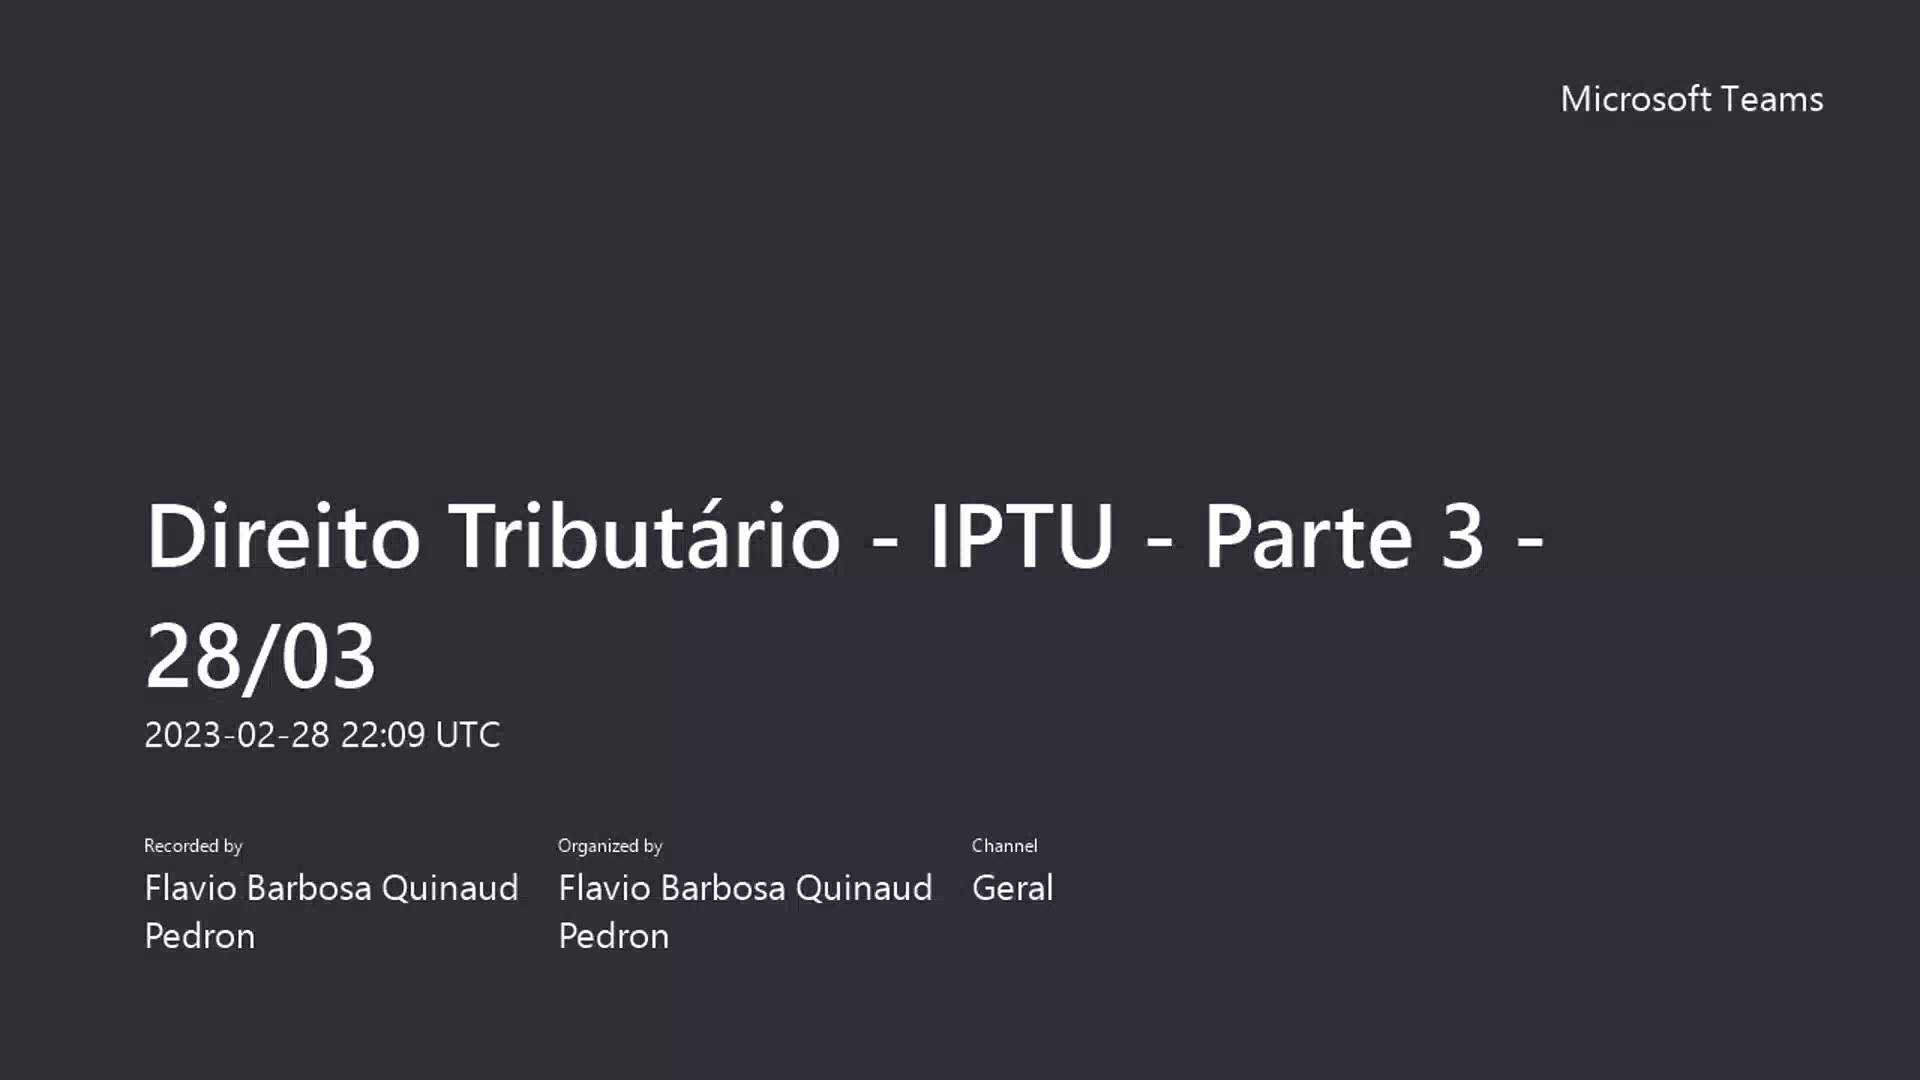 Microsoft Teams
Direito Tributário - IPTU - Parte 3 -
28/03
2023-02-28 22:09 UTC
Recorded by
Flavio Barbosa Quinaud
Pedron
Organized by
Flavio Barbosa Quinaud
Pedron
Channel
Geral